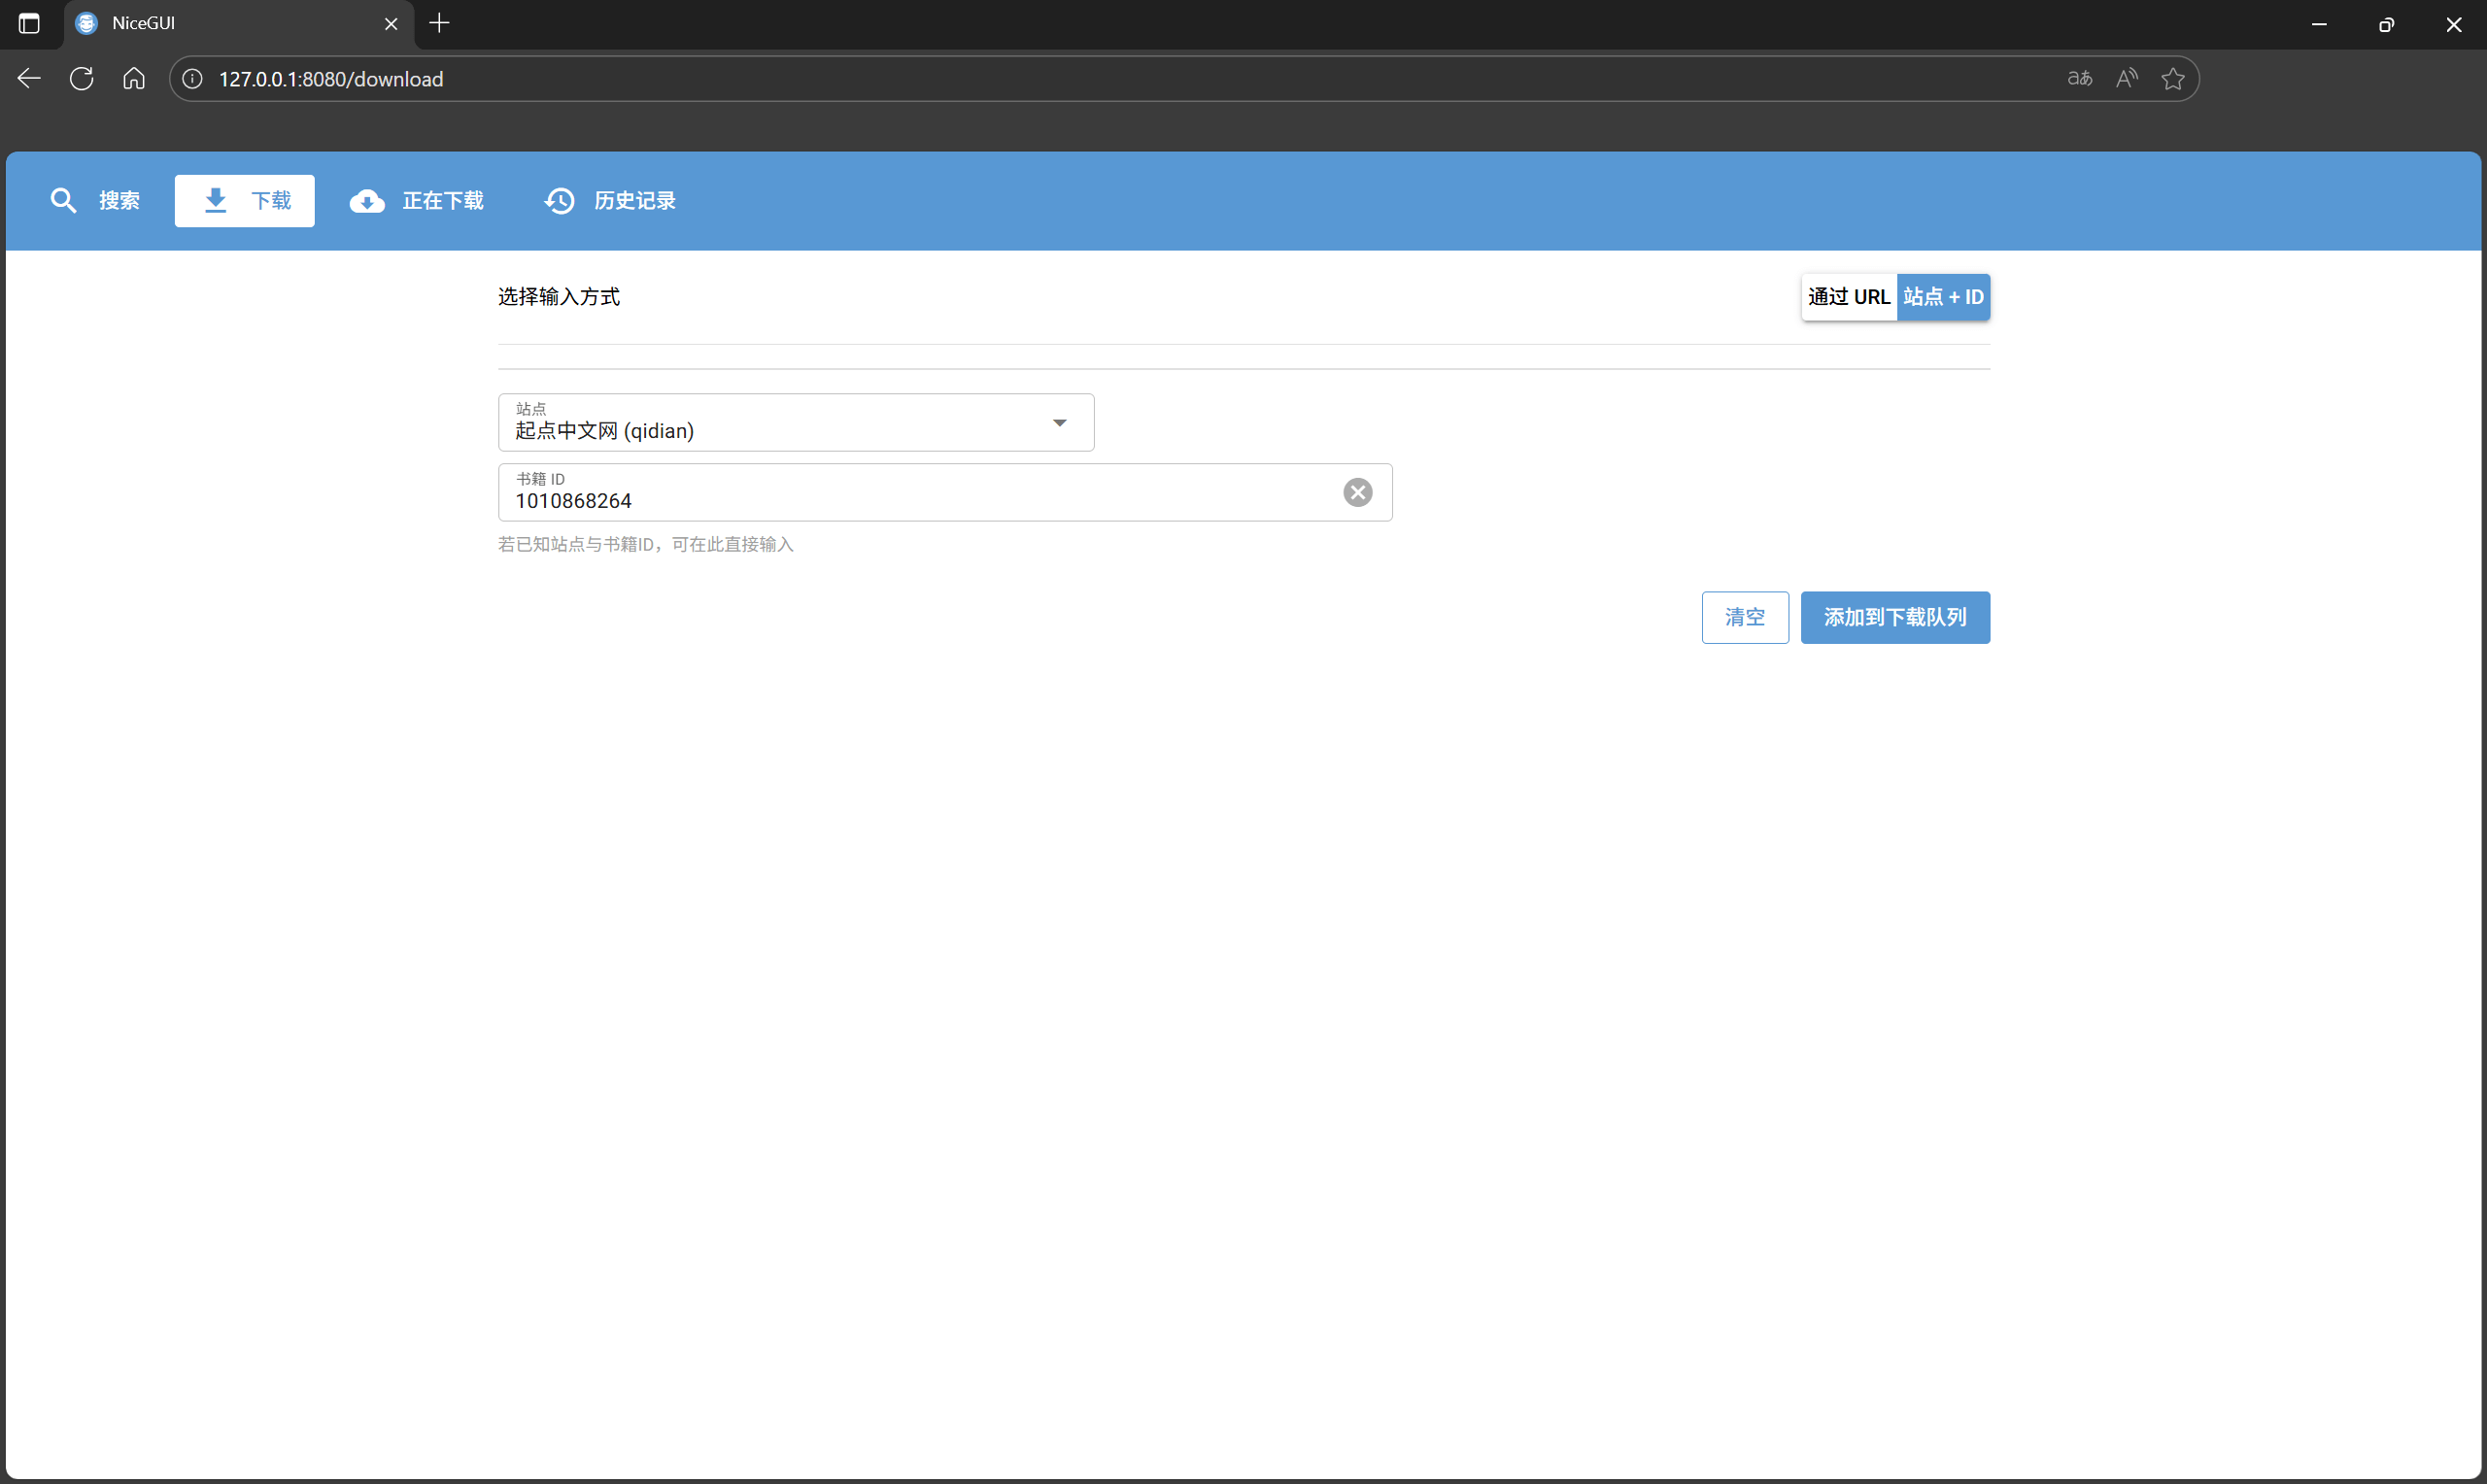 NiceGUI
127.0.0.1:8080/download
aあ A
搜索 下载 正在下载 历史记录
选择输入方式 通过 URL 站点 + ID
站点
起点中文网 (qidian)
书籍 ID
1010868264
若已知站点与书籍ID，可在此直接输入
清空 添加到下载队列